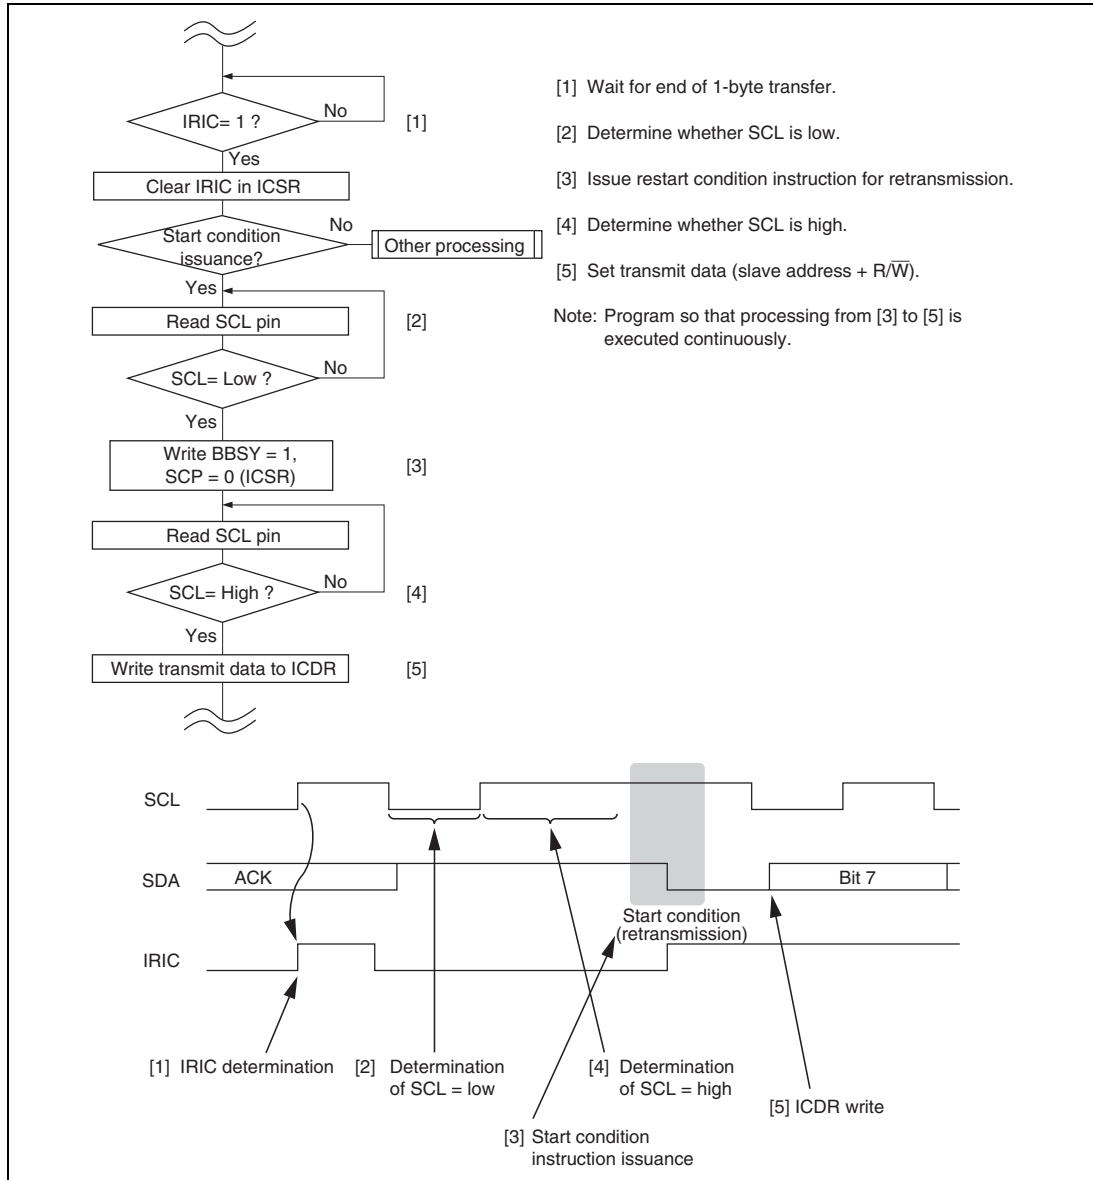 IRIC= 1 ?
No
[1]
Yes
Clear IRIC in ICSR
Start condition
issuance?
No
Other processing
Yes
Read SCL pin
[2]
SCL= Low ?
No
Yes
Write BBSY = 1,
SCP = 0 (ICSR)
[3]
Read SCL pin
SCL= High ?
No
[4]
Yes
Write transmit data to ICDR
[5]
[1] Wait for end of 1-byte transfer.
[2] Determine whether SCL is low.
[3] Issue restart condition instruction for retransmission.
[4] Determine whether SCL is high.
[5] Set transmit data (slave address + R/W̅).
Note: Program so that processing from [3] to [5] is
executed continuously.
SCL
SDA
ACK
Bit 7
Start condition
(retransmission)
IRIC
[1] IRIC determination
[2] Determination
of SCL = low
[4] Determination
of SCL = high
[5] ICDR write
[3] Start condition
instruction issuance